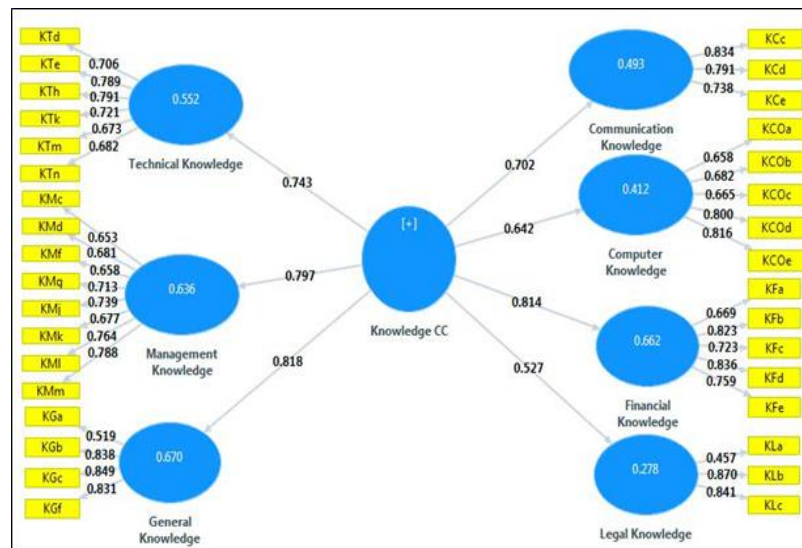 KTd
KTe
KTh
KTk
KTm
KTn
0.706
0.789
0.791
0.721
0.673
0.682
0.552
Technical Knowledge
KMc
KMd
KMf
KMg
KMj
KMk
KMl
KMm
0.653
0.681
0.658
0.713
0.739
0.677
0.764
0.788
0.636
Management
Knowledge
KGa
KGb
KGc
KGf
0.519
0.838
0.849
0.831
0.670
General
Knowledge
0.743
0.797
0.818
[+]
Knowledge CC
0.702
0.642
0.814
0.527
0.493
Communication
Knowledge
0.834
0.791
0.738
KCc
KCd
KCe
0.412
Computer
Knowledge
0.658
0.682
0.665
0.800
0.816
KCOa
KCOb
KCOc
KCOd
KCOe
0.662
Financial
Knowledge
0.669
0.823
0.723
0.836
0.759
KFa
KFb
KFc
KFd
KFe
0.278
Legal Knowledge
0.457
0.870
0.841
KLa
KLb
KLc